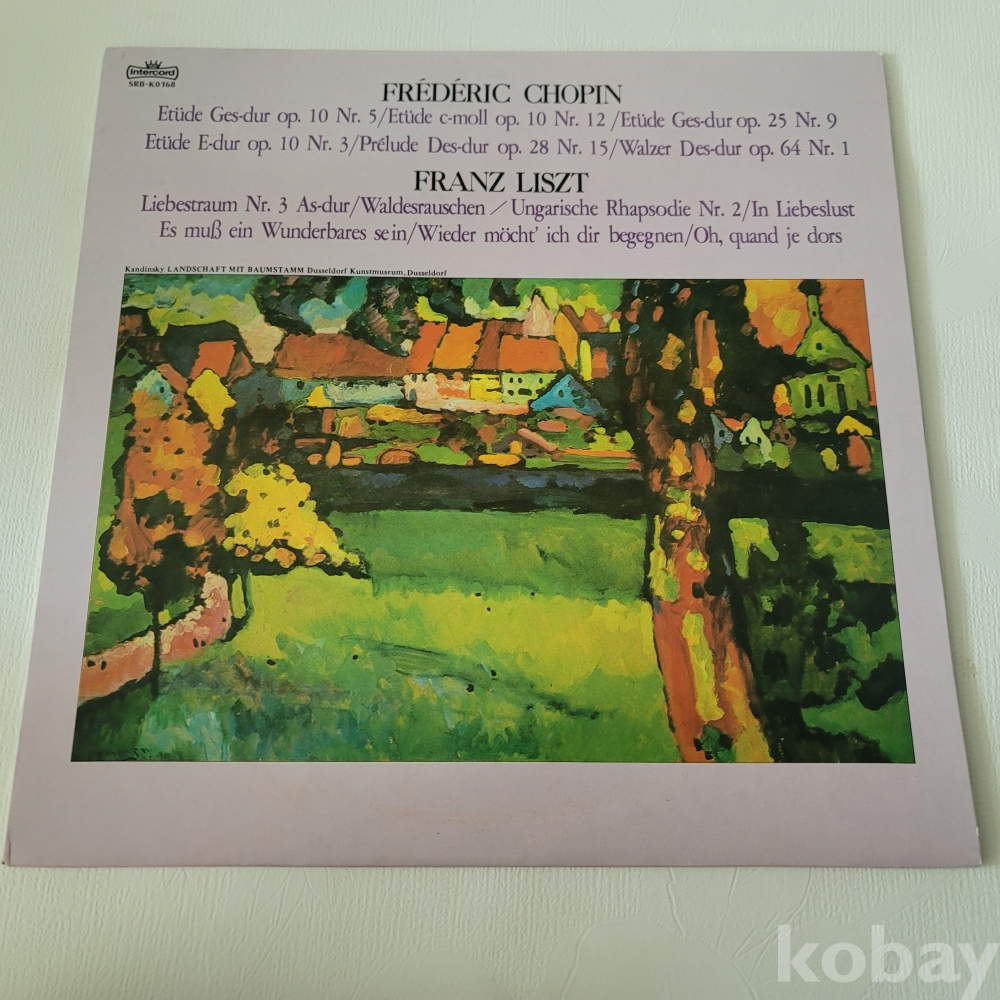 Intercord
SRB-K0168
FRÉDÉRIC CHOPIN
Etüde Ges-dur op. 10 Nr. 5/Etüde c-moll op. 10 Nr. 12/Etüde Ges-dur op. 25 Nr. 9
Etüde E-dur op. 10 Nr. 3/Prélude Des-dur op. 28 Nr. 15/Walzer Des-dur op. 64 Nr. 1
FRANZ LISZT
Liebestraum Nr. 3 As-dur/Waldesrauschen/Ungarische Rhapsodie Nr. 2/In Liebeslust
Es muß ein Wunderbares sein/Wieder möcht' ich dir begegnen/Oh, quand je dors
Kandinsky LANDSCHAFT MIT BAUMSTAMM Dusseldorf Kunstmuseum, Dusseldorf
kobay